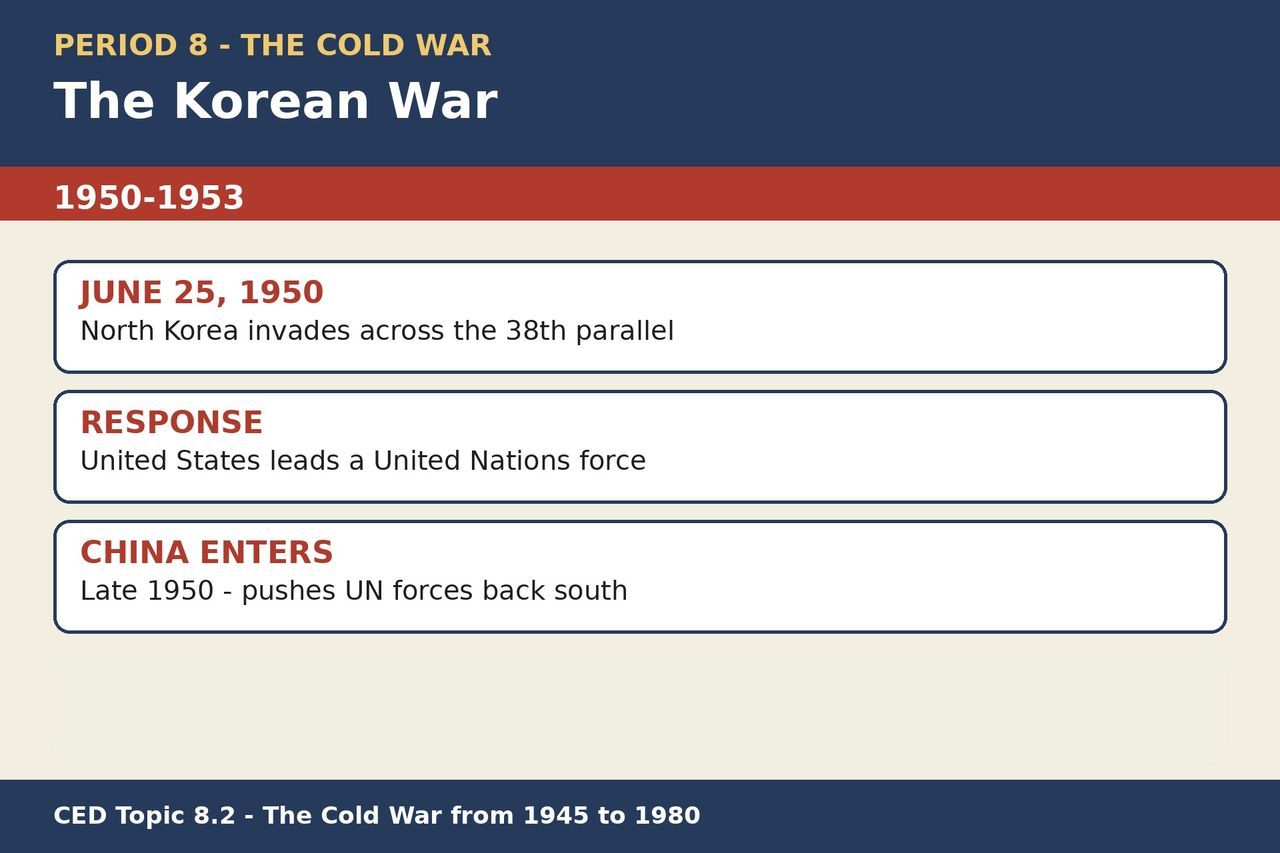 PERIOD 8 - THE COLD WAR
The Korean War
1950-1953
JUNE 25, 1950
North Korea invades across the 38th parallel
RESPONSE
United States leads a United Nations force
CHINA ENTERS
Late 1950 - pushes UN forces back south
CED Topic 8.2 - The Cold War from 1945 to 1980